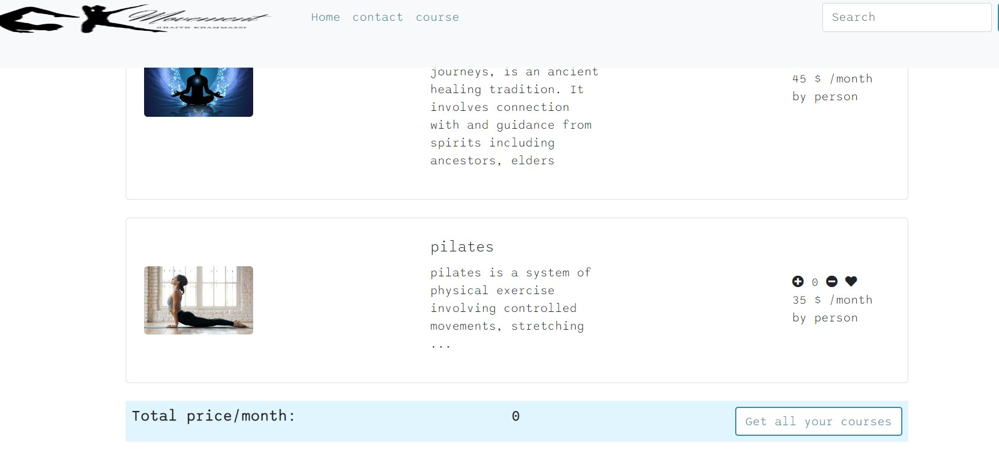 Movement
GHAITH KHAMMASSI
Home contact course
Search
journeys, is an ancient
healing tradition. It
involves connection
with and guidance from
spirits including
ancestors, elders
45 $ /month
by person
pilates
pilates is a system of
physical exercise
involving controlled
movements, stretching
...
0
35 $ /month
by person
Total price/month: 0 Get all your courses